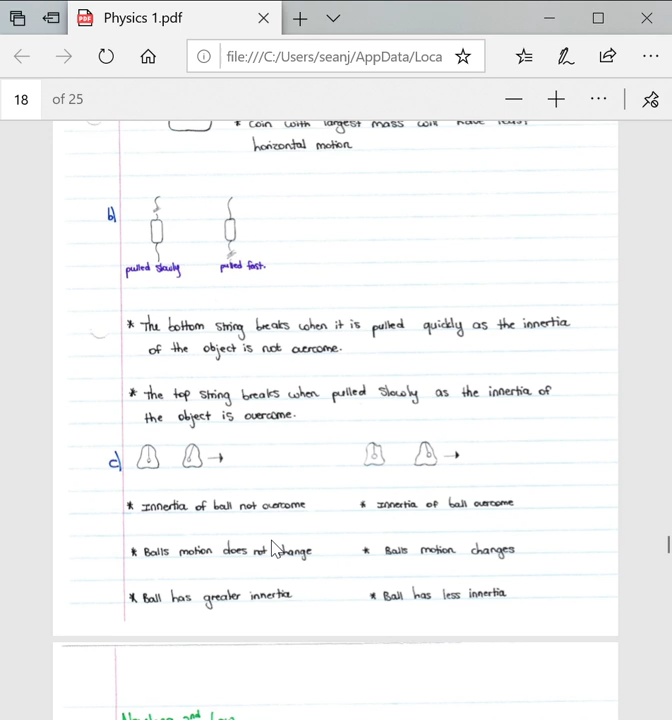 Physics 1.pdf
file:///C:/Users/seanj/AppData/Loca
18 of 25
* Coin with largest mass will have least
horizontal motion
b)
pulled slowly pulled fast.
* The bottom string breaks when it is pulled quickly as the innertia
of the object is not overcome.
* the top string breaks when pulled slowly as the innertia of
the object is overcome.
c)
* Innertia of ball not overcome * Innertia of ball overcome
* Balls motion does not change * Balls motion changes
* Ball has greater innertia * Ball has less innertia